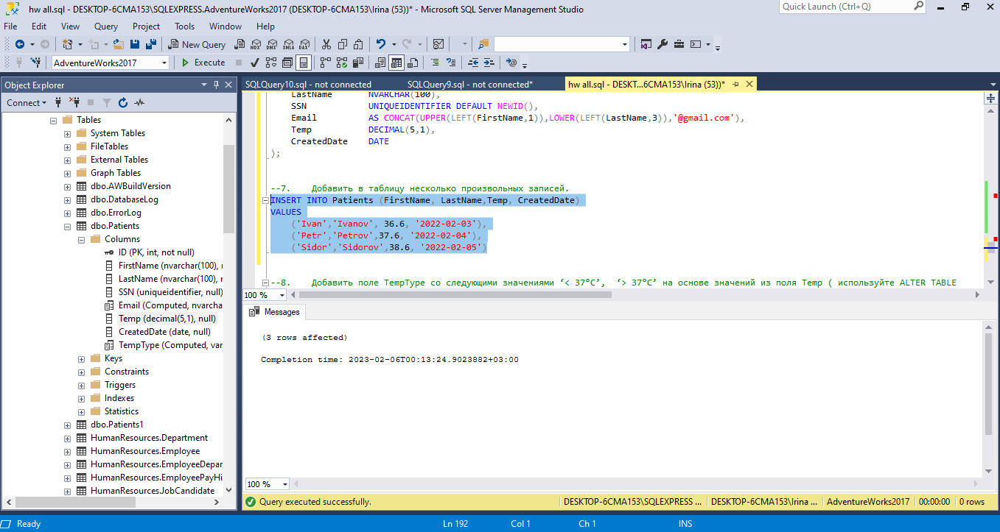 hw all.sql - DESKTOP-6CMA153\SQLEXPRESS.AdventureWorks2017 (DESKTOP-6CMA153\Irina (53))* - Microsoft SQL Server Management Studio
Quick Launch (Ctrl+Q)
File Edit View Query Project Tools Window Help
New Query MDX DMX XMLA DAX
AdventureWorks2017 Execute
Object Explorer
Connect
Tables
System Tables
FileTables
External Tables
Graph Tables
dbo.AWBuildVersion
dbo.DatabaseLog
dbo.ErrorLog
dbo.Patients
Columns
ID (PK, int, not null)
FirstName (nvarchar(100), 
LastName (nvarchar(100), 
SSN (uniqueidentifier, null)
Email (Computed, nvarcha
Temp (decimal(5,1), null)
CreatedDate (date, null)
TempType (Computed, var
Keys
Constraints
Triggers
Indexes
Statistics
dbo.Patients1
HumanResources.Department
HumanResources.Employee
HumanResources.EmployeeDepar
HumanResources.EmployeePayHi
HumanResources.JobCandidate
SQLQuery10.sql - not connected SQLQuery9.sql - not connected* hw all.sql - DESKT...6CMA153\Irina (53))*
LastName NVARCHAR(100),
SSN UNIQUEIDENTIFIER DEFAULT NEWID(),
Email AS CONCAT(UPPER(LEFT(FirstName,1)),LOWER(LEFT(LastName,3)),'@gmail.com'),
Temp DECIMAL(5,1),
CreatedDate DATE
);
--7. Добавить в таблицу несколько произвольных записей.
INSERT INTO Patients (FirstName, LastName,Temp, CreatedDate)
VALUES
('Ivan','Ivanov', 36.6, '2022-02-03'),
('Petr','Petrov',37.6, '2022-02-04'),
('Sidor','Sidorov',38.6, '2022-02-05')
--8. Добавить поле TempType со следующими значениями ‘< 37°C’, ‘> 37°C’ на основе значений из поля Temp ( используйте ALTER TABLE
100 %
Messages
(3 rows affected)
Completion time: 2023-02-06T00:13:24.9023882+03:00
100 %
Query executed successfully. DESKTOP-6CMA153\SQLEXPRESS ... DESKTOP-6CMA153\Irina ... AdventureWorks2017 00:00:00 0 rows
Ready Ln 192 Col 1 Ch 1 INS